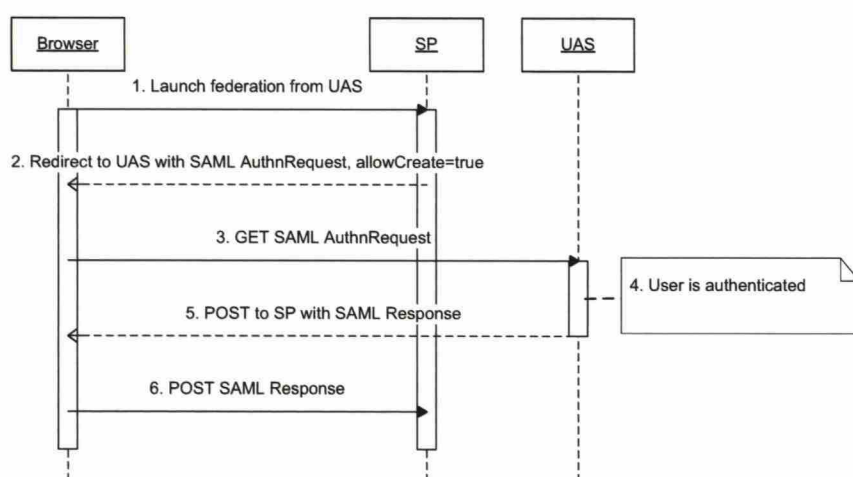 Browser
SP
UAS
1. Launch federation from UAS
2. Redirect to UAS with SAML AuthnRequest, allowCreate=true
3. GET SAML AuthnRequest
4. User is authenticated
5. POST to SP with SAML Response
6. POST SAML Response